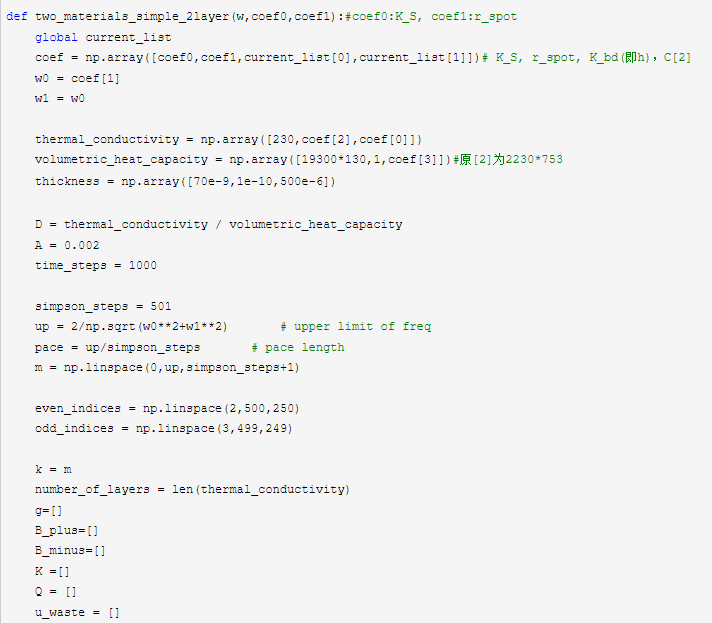 def two_materials_simple_2layer(w,coef0,coef1):#coef0:K_S, coef1:r_spot
global current_list
coef = np.array([coef0,coef1,current_list[0],current_list[1]])# K_S, r_spot, K_bd(即h), C[2]
w0 = coef[1]
w1 = w0
thermal_conductivity = np.array([230,coef[2],coef[0]])
volumetric_heat_capacity = np.array([19300*130,1,coef[3]])#原[2]为2230*753
thickness = np.array([70e-9,1e-10,500e-6])
D = thermal_conductivity / volumetric_heat_capacity
A = 0.002
time_steps = 1000
simpson_steps = 501
up = 2/np.sqrt(w0**2+w1**2) # upper limit of freq
pace = up/simpson_steps # pace length
m = np.linspace(0,up,simpson_steps+1)
even_indices = np.linspace(2,500,250)
odd_indices = np.linspace(3,499,249)
k = m
number_of_layers = len(thermal_conductivity)
g=[]
B_plus=[]
B_minus=[]
K =[]
Q = []
u_waste = []